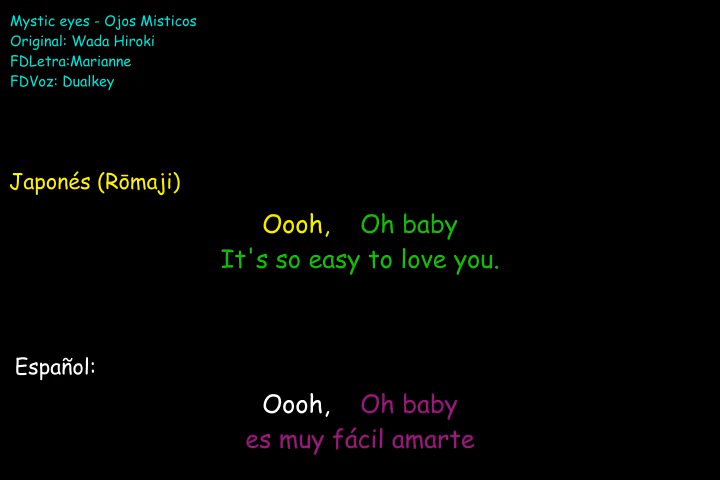 Mystic eyes - Ojos Misticos
Original: Wada Hiroki
FDLetra:Marianne
FDVoz: Dualkey
Japonés (Rōmaji)
Oooh, Oh baby
It's so easy to love you.
Español:
Oooh, Oh baby
es muy fácil amarte